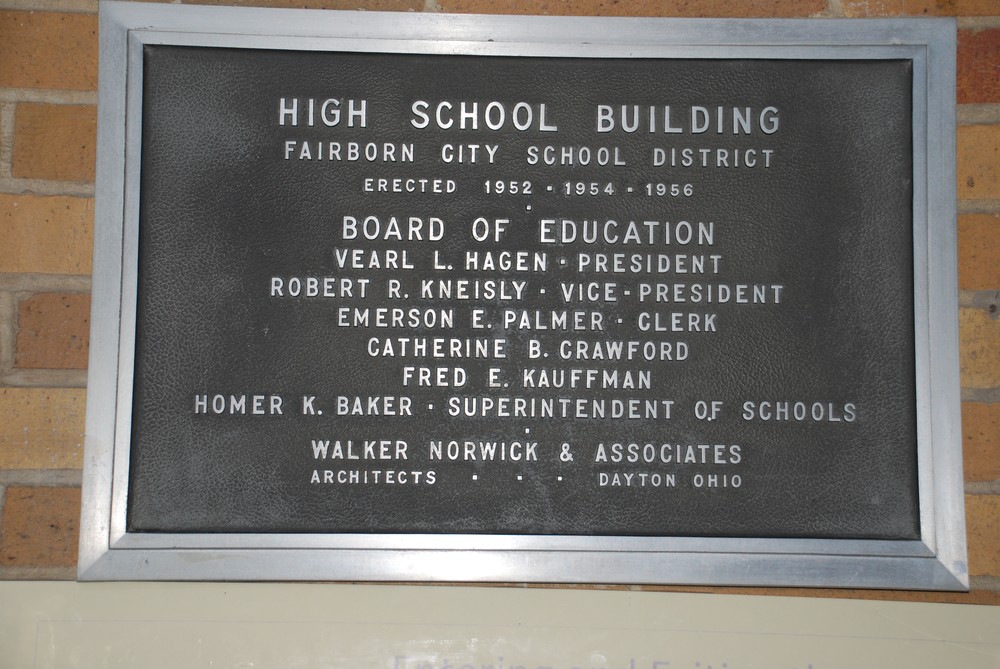 HIGH SCHOOL BUILDING
FAIRBORN CITY SCHOOL DISTRICT
ERECTED 1952 · 1954 · 1956
·
BOARD OF EDUCATION
VEARL L. HAGEN · PRESIDENT
ROBERT R. KNEISLY · VICE-PRESIDENT
EMERSON E. PALMER · CLERK
CATHERINE B. CRAWFORD
FRED E. KAUFFMAN
HOMER K. BAKER · SUPERINTENDENT OF SCHOOLS
·
WALKER NORWICK & ASSOCIATES
ARCHITECTS · · · DAYTON OHIO